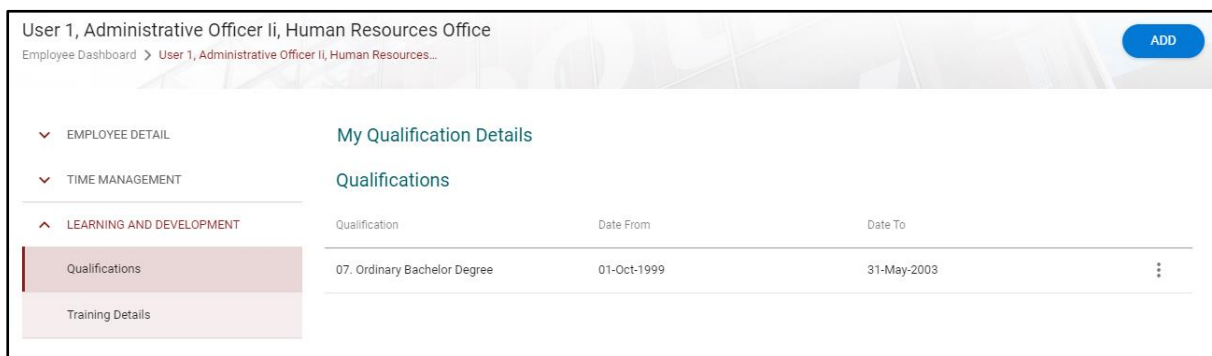 User 1, Administrative Officer Ii, Human Resources Office
Employee Dashboard > User 1, Administrative Officer Ii, Human Resources...
ADD
EMPLOYEE DETAIL
TIME MANAGEMENT
LEARNING AND DEVELOPMENT
Qualifications
Training Details
My Qualification Details
Qualifications
Qualification Date From Date To
07. Ordinary Bachelor Degree 01-Oct-1999 31-May-2003